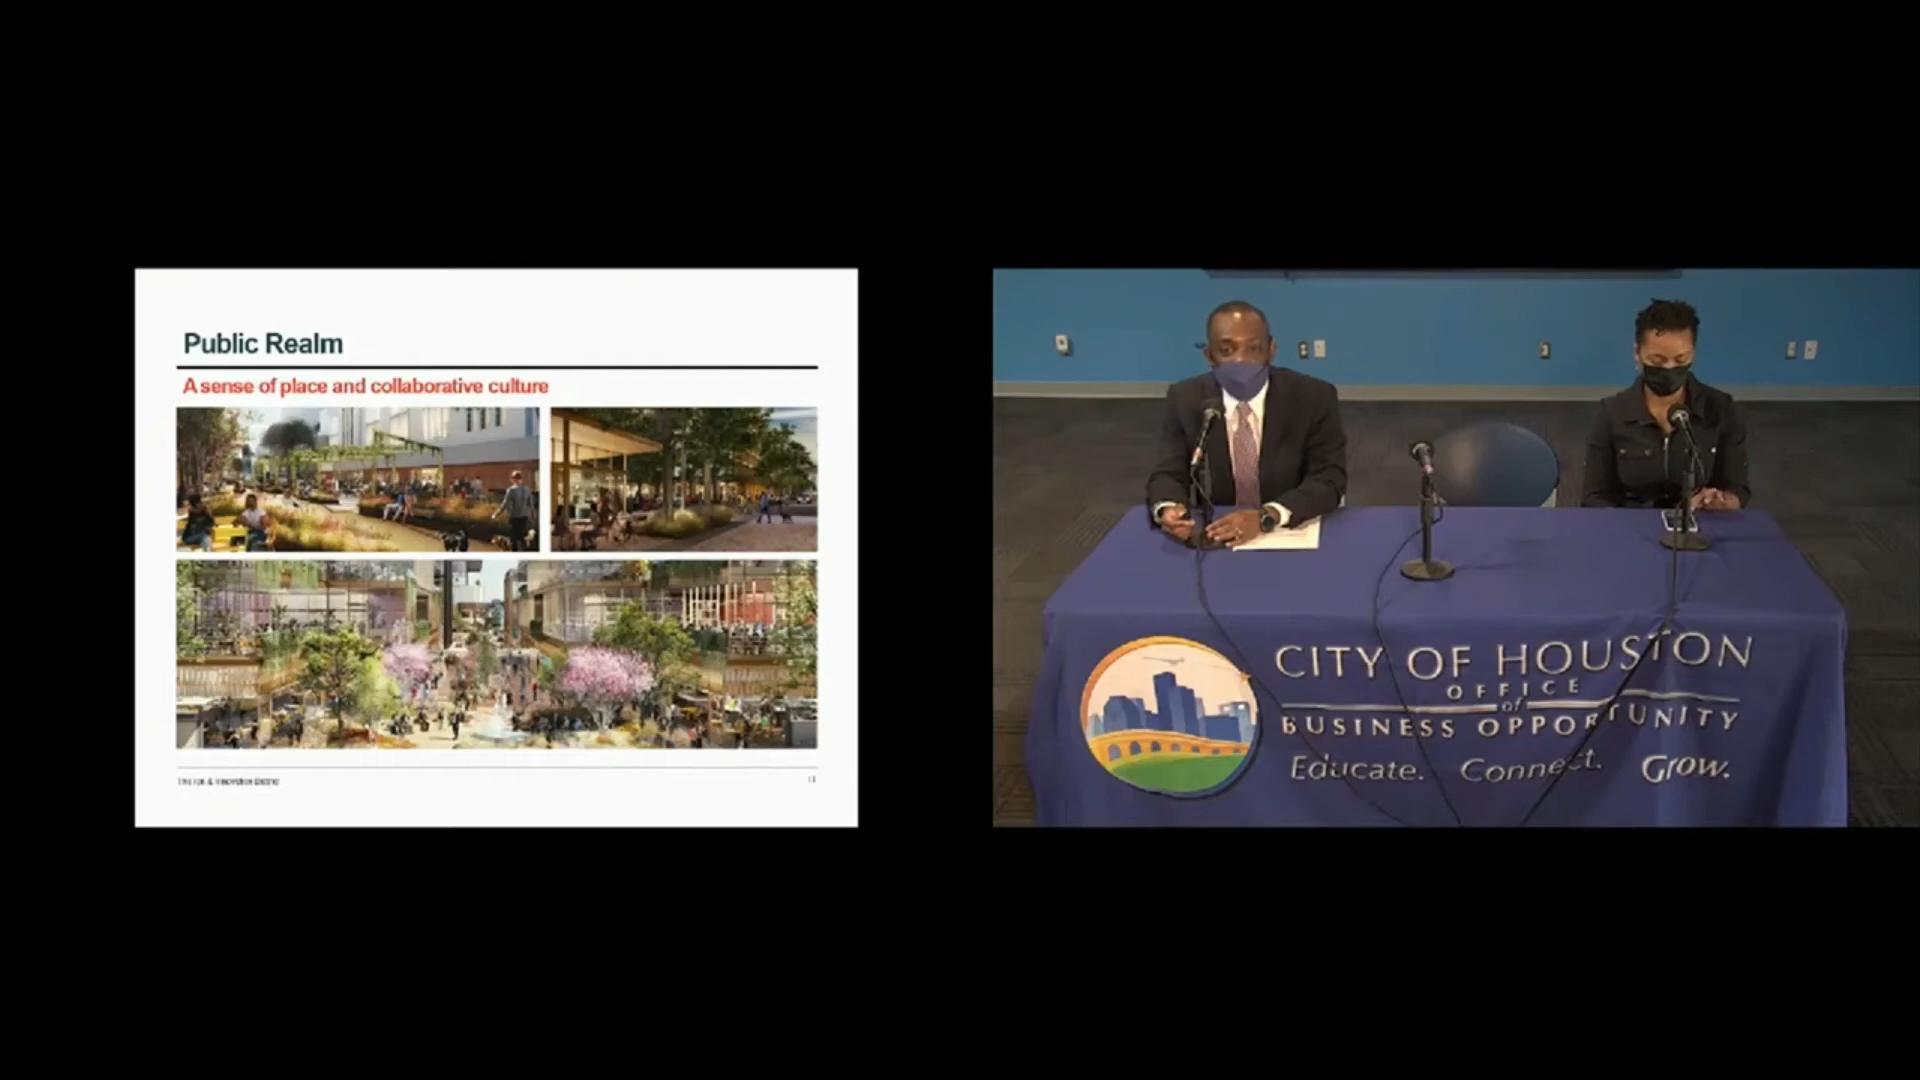 Public Realm
A sense of place and collaborative culture
CITY OF HOUSTON
OFFICE
of
BUSINESS OPPORTUNITY
Educate. Connect. Grow.